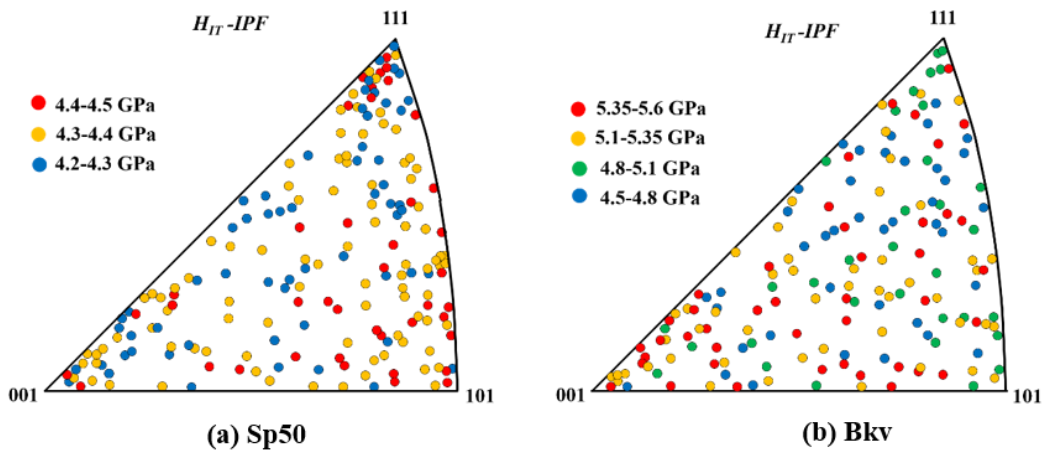 H_IT -IPF
111
4.4-4.5 GPa
4.3-4.4 GPa
4.2-4.3 GPa
001
101
(a) Sp50
H_IT -IPF
111
5.35-5.6 GPa
5.1-5.35 GPa
4.8-5.1 GPa
4.5-4.8 GPa
001
101
(b) Bkv